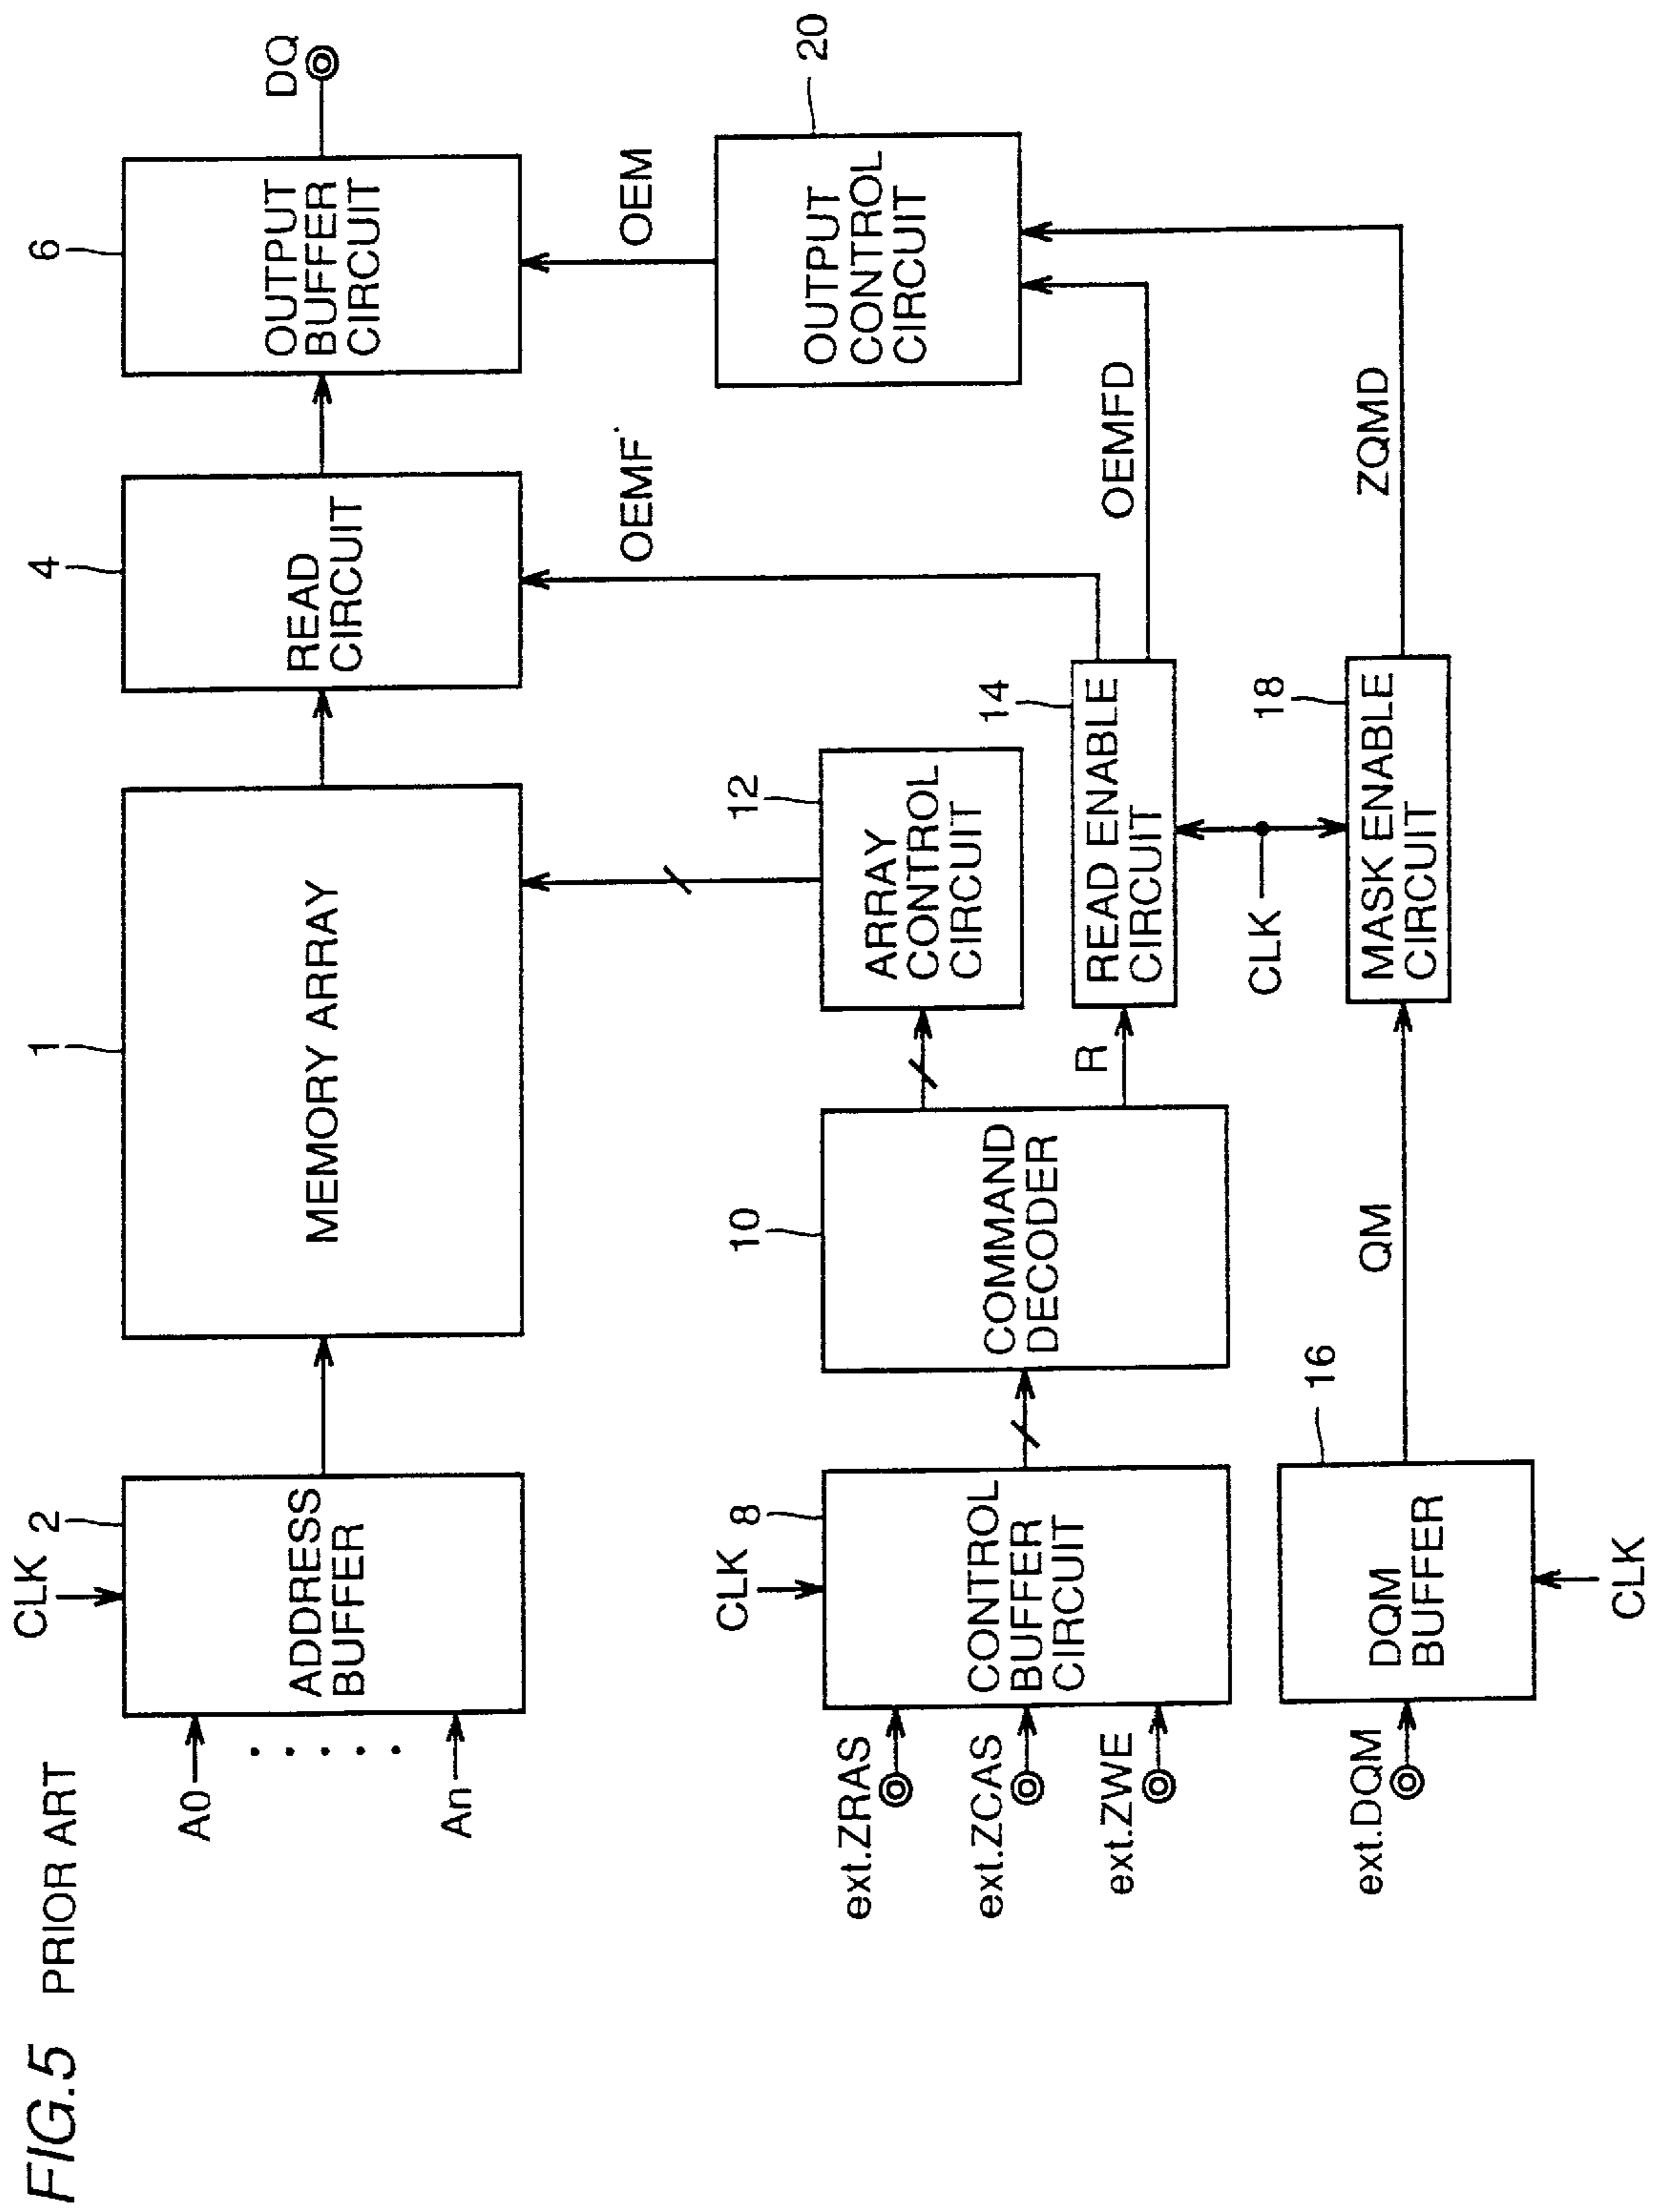 FIG.5 PRIOR ART
CLK
2
1
4
6
A0
An
ADDRESS
BUFFER
MEMORY ARRAY
READ
CIRCUIT
OUTPUT
BUFFER
CIRCUIT
DQ
OEMF
OEM
CLK
8
10
12
20
ext.ZRAS
ext.ZCAS
ext.ZWE
CONTROL
BUFFER
CIRCUIT
COMMAND
DECODER
ARRAY
CONTROL
CIRCUIT
OUTPUT
CONTROL
CIRCUIT
R
14
READ ENABLE
CIRCUIT
OEMFD
CLK
16
18
ext.DQM
DQM
BUFFER
QM
MASK ENABLE
CIRCUIT
ZQMD
CLK